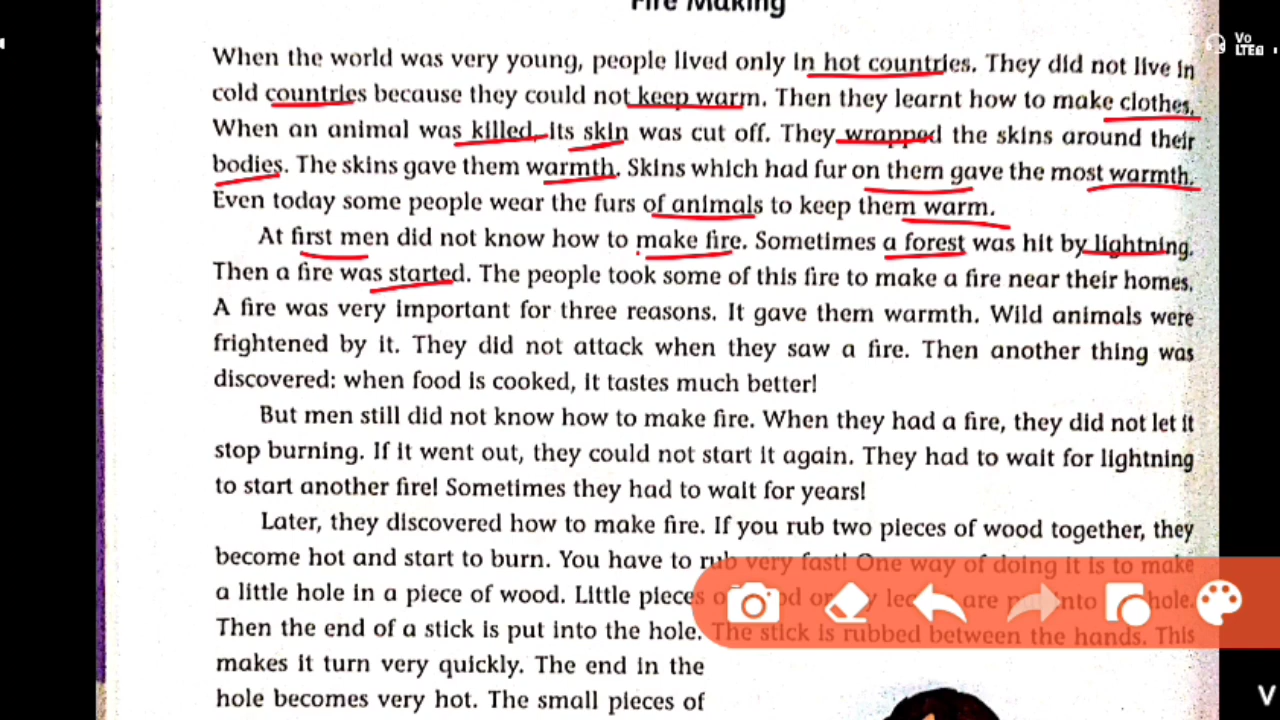 Fire Making
Vo
LTE
When the world was very young, people lived only in hot countries. They did not live in
cold countries because they could not keep warm. Then they learnt how to make clothes.
When an animal was killed, its skin was cut off. They wrapped the skins around their
bodies. The skins gave them warmth. Skins which had fur on them gave the most warmth.
Even today some people wear the furs of animals to keep them warm.
At first men did not know how to make fire. Sometimes a forest was hit by lightning.
Then a fire was started. The people took some of this fire to make a fire near their homes.
A fire was very important for three reasons. It gave them warmth. Wild animals were
frightened by it. They did not attack when they saw a fire. Then another thing was
discovered: when food is cooked, it tastes much better!
But men still did not know how to make fire. When they had a fire, they did not let it
stop burning. If it went out, they could not start it again. They had to wait for lightning
to start another fire! Sometimes they had to wait for years!
Later, they discovered how to make fire. If you rub two pieces of wood together, they
become hot and start to burn. You have to rub very fast! One way of doing it is to make
a little hole in a piece of wood. Little pieces are into hole.
Then the end of a stick is put into the hole. The stick is rubbed between the hands. This
makes it turn very quickly. The end in the
hole becomes very hot. The small pieces of
V